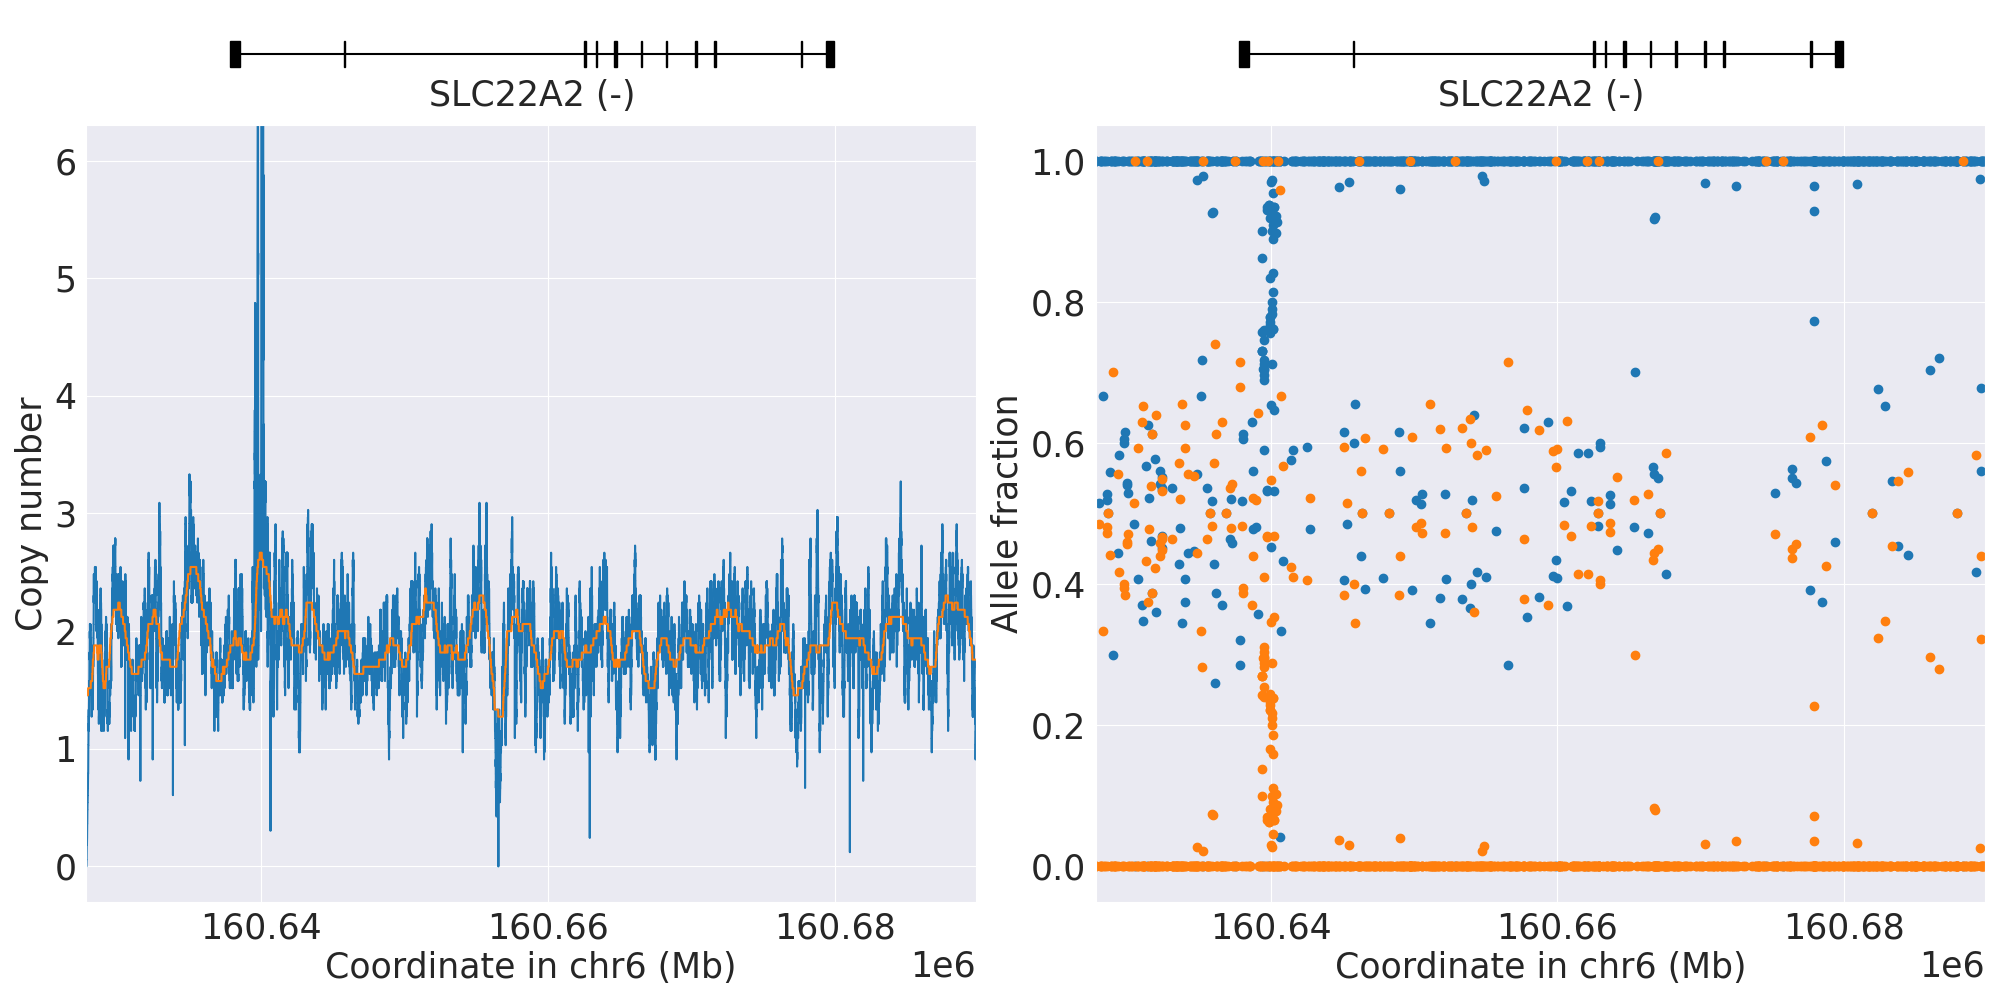 SLC22A2 (-)
6
5
4
3
2
1
0
Copy number
160.64
160.66
160.68
Coordinate in chr6 (Mb)
1e6
SLC22A2 (-)
1.0
0.8
0.6
0.4
0.2
0.0
Allele fraction
160.64
160.66
160.68
Coordinate in chr6 (Mb)
1e6